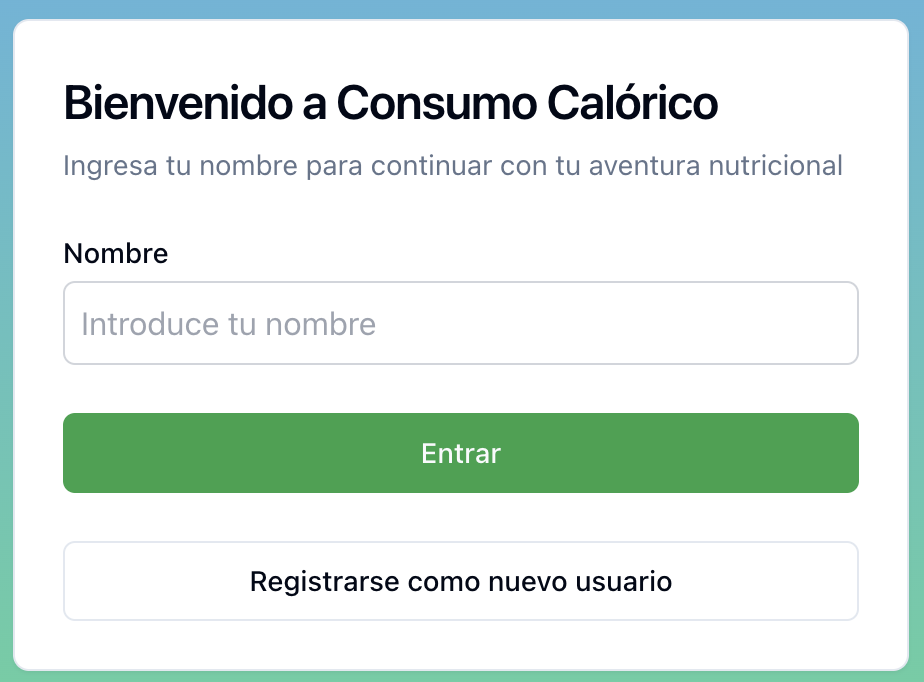 Bienvenido a Consumo Calórico
Ingresa tu nombre para continuar con tu aventura nutricional
Nombre
Introduce tu nombre
Entrar
Registrarse como nuevo usuario